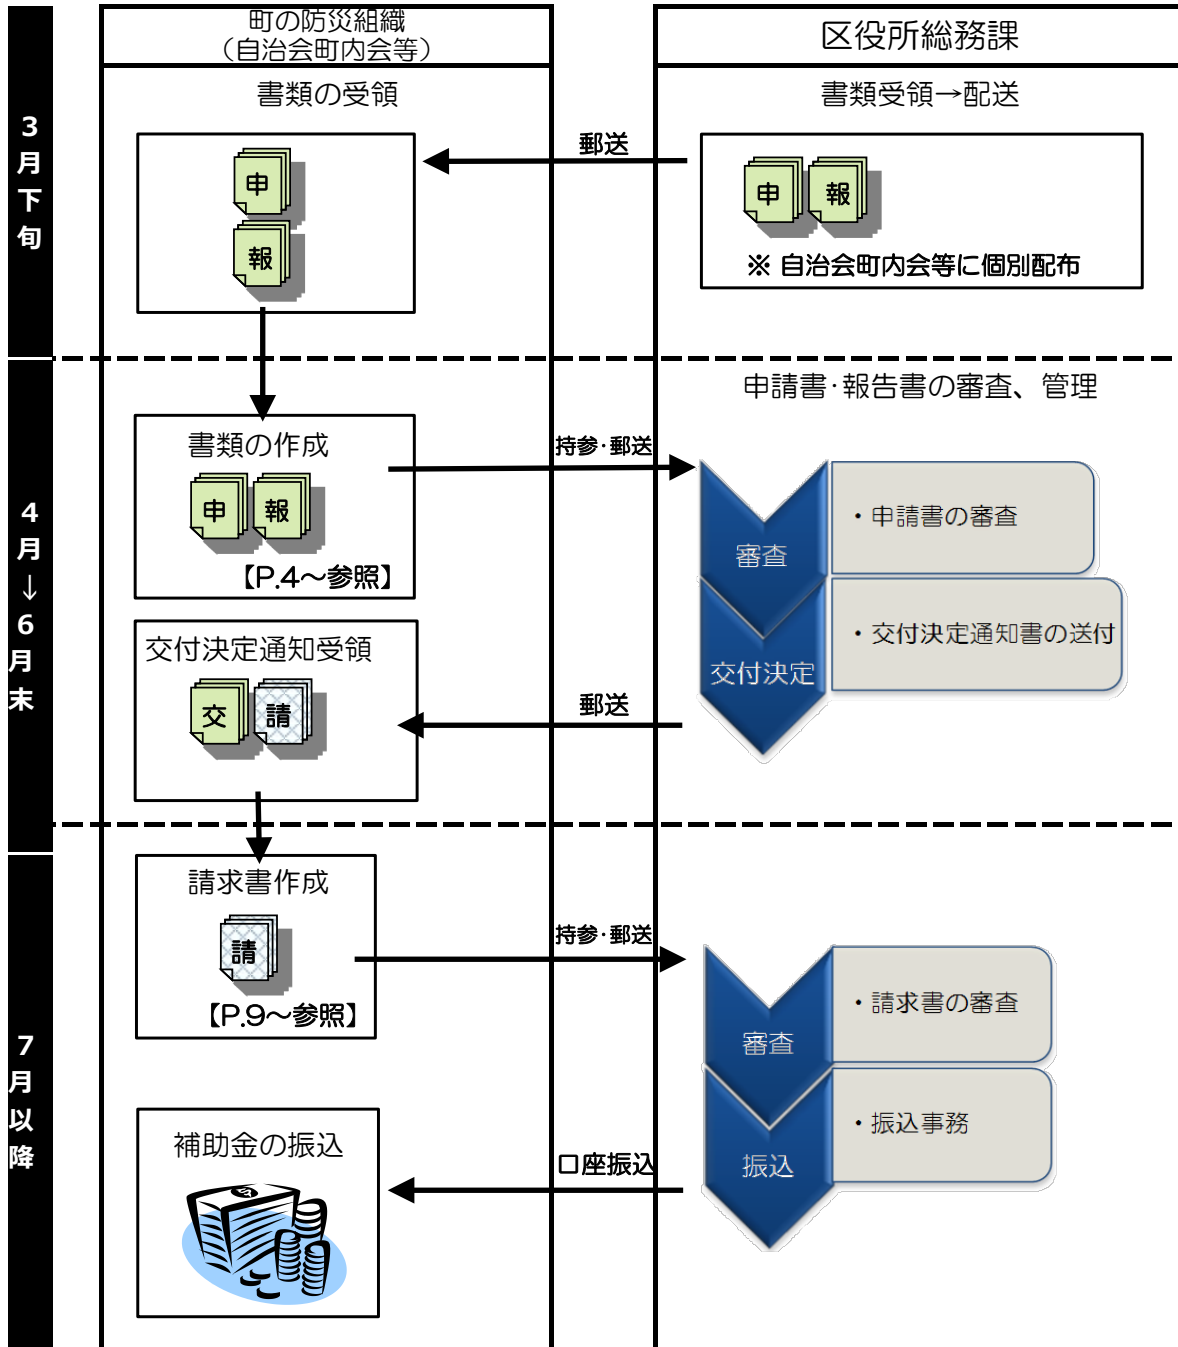 町の防災組織
（自治会町内会等）
区役所総務課
3月下旬
書類の受領
書類受領→配送
郵送
申
報
申
報
※ 自治会町内会等に個別配布
4月→6月末
申請書･報告書の審査、管理
書類の作成
申
報
【P.4～参照】
持参･郵送
審査
・申請書の審査
交付決定
・交付決定通知書の送付
交付決定通知受領
交
請
郵送
7月以降
請求書作成
請
【P.9～参照】
持参･郵送
審査
・請求書の審査
振込
・振込事務
補助金の振込
口座振込